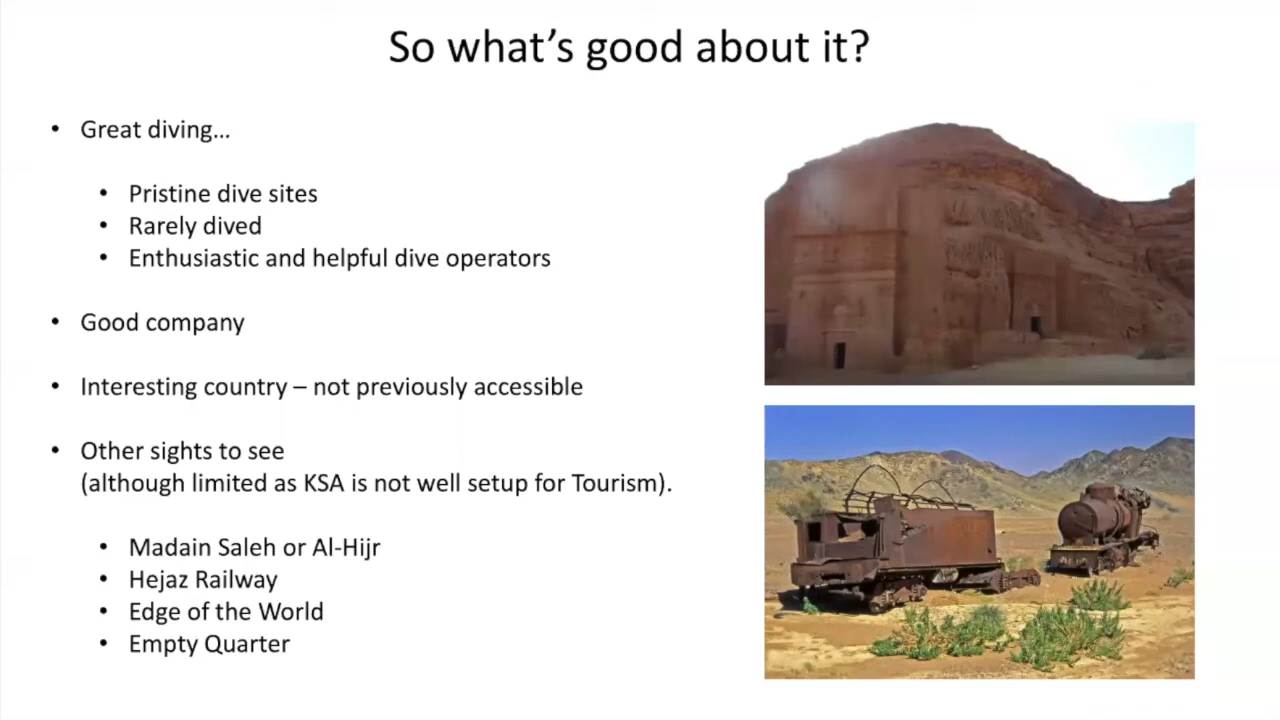 So what’s good about it?
• Great diving…
• Pristine dive sites
• Rarely dived
• Enthusiastic and helpful dive operators
• Good company
• Interesting country – not previously accessible
• Other sights to see
(although limited as KSA is not well setup for Tourism).
• Madain Saleh or Al-Hijr
• Hejaz Railway
• Edge of the World
• Empty Quarter